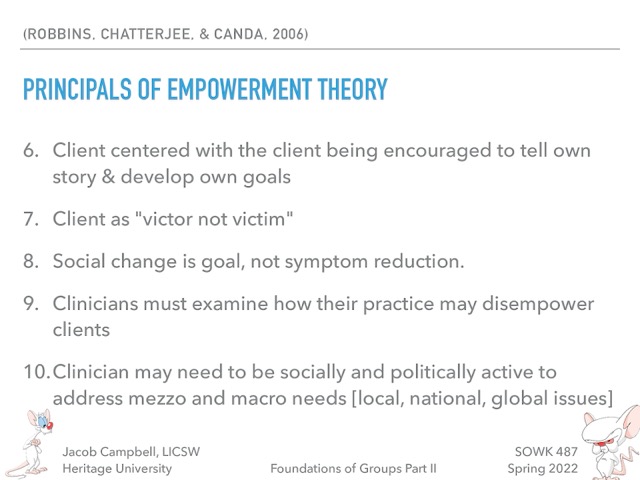 (ROBBINS, CHATTERJEE, & CANDA, 2006)
PRINCIPALS OF EMPOWERMENT THEORY
6. Client centered with the client being encouraged to tell own
story & develop own goals
7. Client as "victor not victim"
8. Social change is goal, not symptom reduction.
9. Clinicians must examine how their practice may disempower
clients
10. Clinician may need to be socially and politically active to
address mezzo and macro needs [local, national, global issues]
Jacob Campbell, LICSW
Heritage University
Foundations of Groups Part II
SOWK 487
Spring 2022